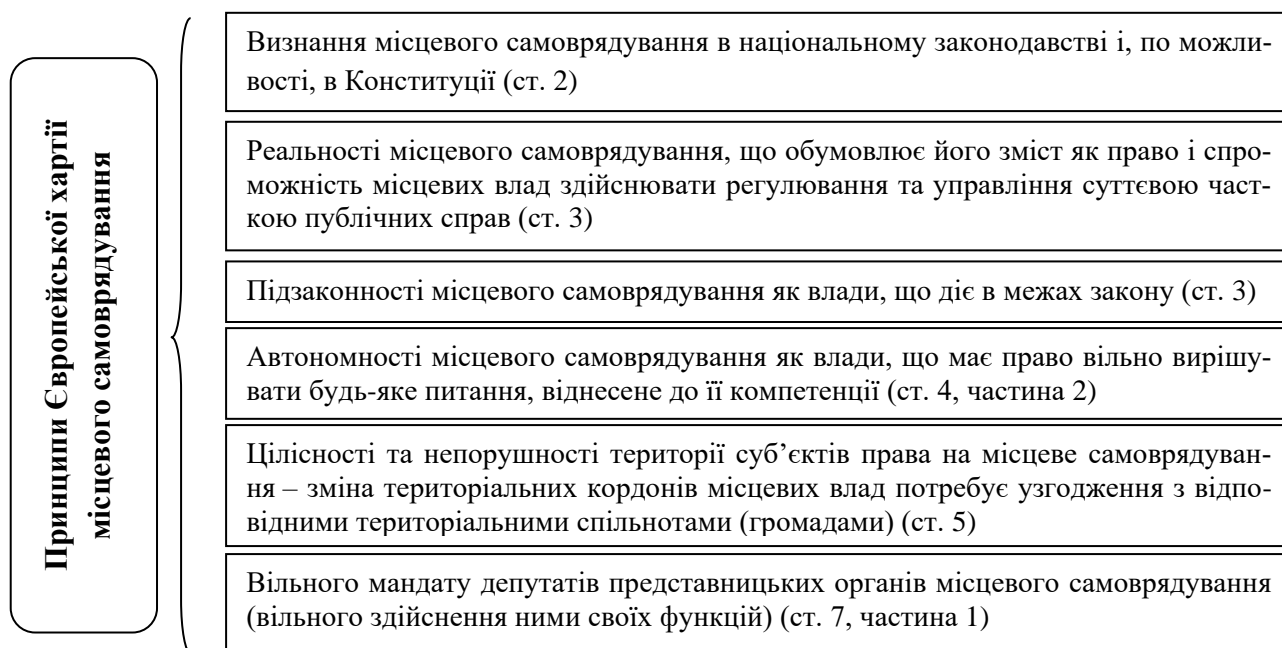 Принципи Європейської хартії
місцевого самоврядування
Визнання місцевого самоврядування в національному законодавстві і, по можли-
вості, в Конституції (ст. 2)
Реальності місцевого самоврядування, що обумовлює його зміст як право і спро-
можність місцевих влад здійснювати регулювання та управління суттєвою част-
кою публічних справ (ст. 3)
Підзаконності місцевого самоврядування як влади, що діє в межах закону (ст. 3)
Автономності місцевого самоврядування як влади, що має право вільно вирішу-
вати будь-яке питання, віднесене до її компетенції (ст. 4, частина 2)
Цілісності та непорушності території суб’єктів права на місцеве самоврядуван-
ня – зміна територіальних кордонів місцевих влад потребує узгодження з відпо-
відними територіальними спільнотами (громадами) (ст. 5)
Вільного мандату депутатів представницьких органів місцевого самоврядування
(вільного здійснення ними своїх функцій) (ст. 7, частина 1)